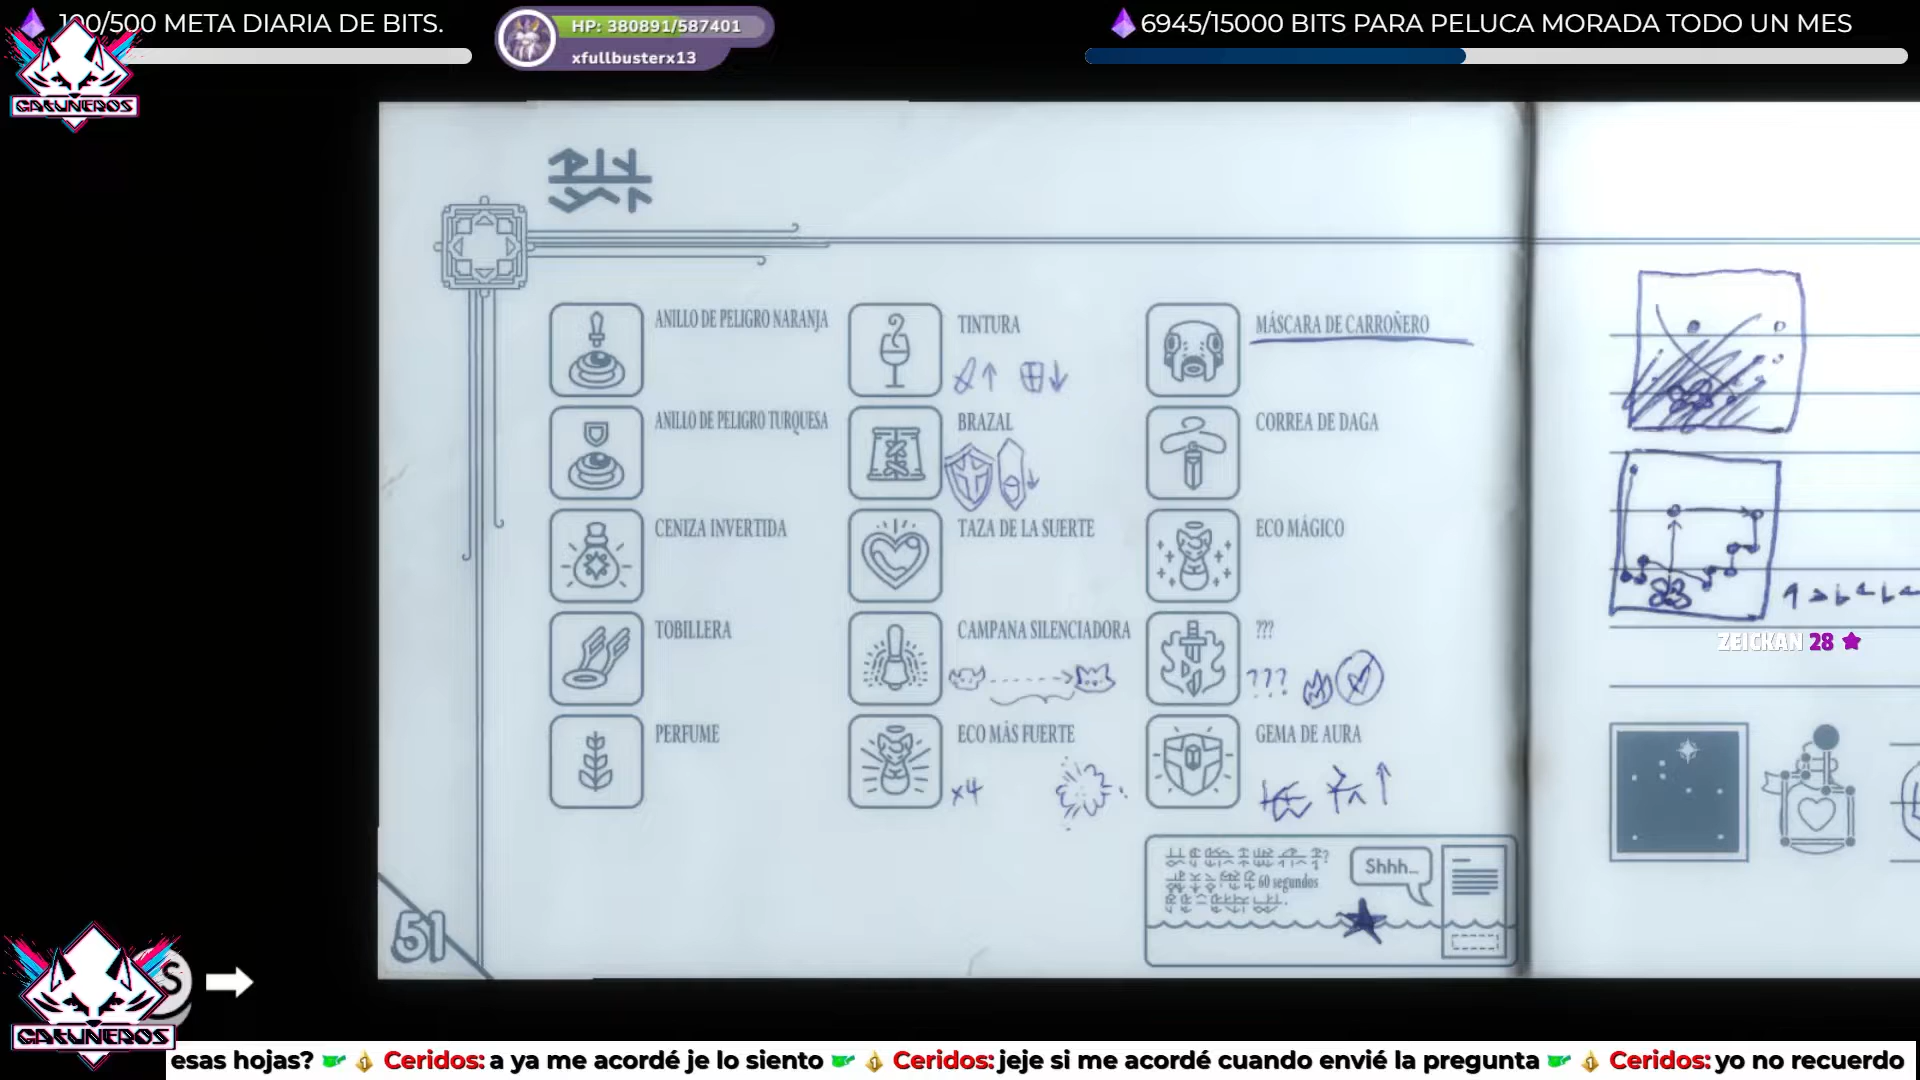 100/500 META DIARIA DE BITS.
HP: 380891/587401
xfullbusterx13
6945/15000 BITS PARA PELUCA MORADA TODO UN MES
GATUNEROS
ANILLO DE PELIGRO NARANJA
TINTURA
MÁSCARA DE CARROÑERO
ANILLO DE PELIGRO TURQUESA
BRAZAL
CORREA DE DAGA
CENIZA INVERTIDA
TAZA DE LA SUERTE
ECO MÁGICO
TOBILLERA
CAMPANA SILENCIADORA
???
???
PERFUME
ECO MÁS FUERTE
x4
GEMA DE AURA
ZEICKAN 28
60 segundos
Shhh...
51
S
GATUNEROS
esas hojas? Ceridos: a ya me acordé je lo siento Ceridos: jeje si me acordé cuando envié la pregunta Ceridos: yo no recuerdo